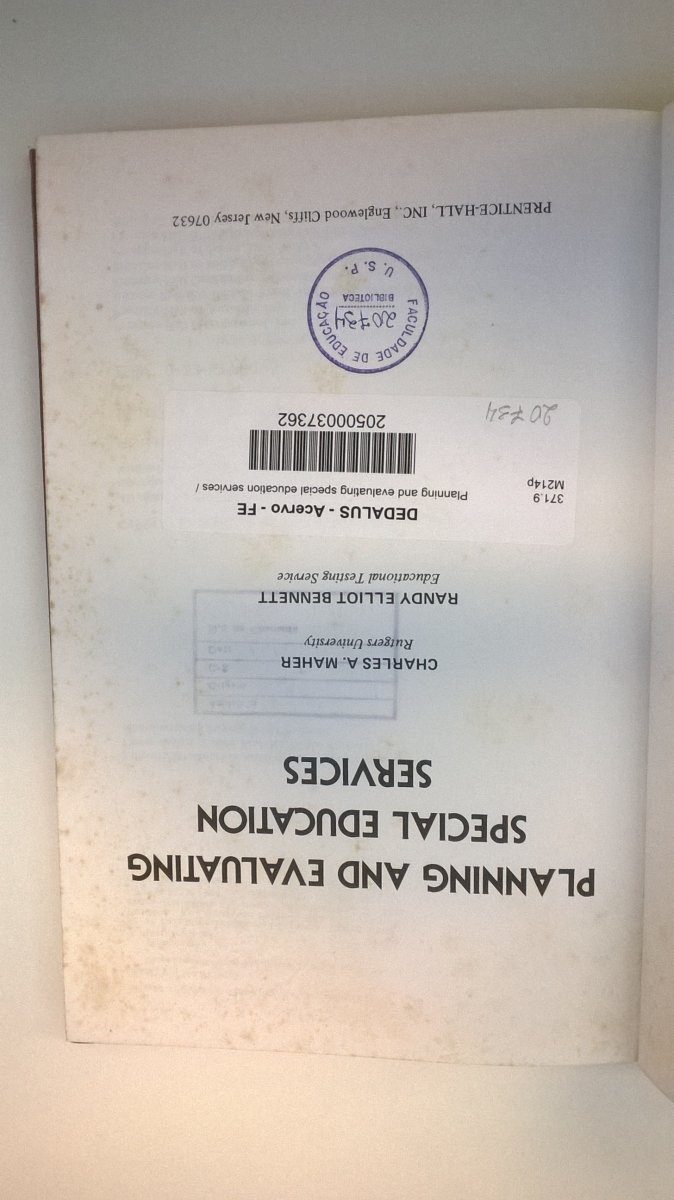 PLANNING AND EVALUATING
SPECIAL EDUCATION
SERVICES
CHARLES A. MAHER
Rutgers University
RANDY ELLIOT BENNETT
Educational Testing Service
DEDALUS - Acervo - FE
371.9
M214p
Planning and evaluating special education services /
20500037362
20734
FACULDADE DE EDUCAÇÃO
20734
BIBLIOTECA
U. S. P.
PRENTICE-HALL, INC., Englewood Cliffs, New Jersey 07632